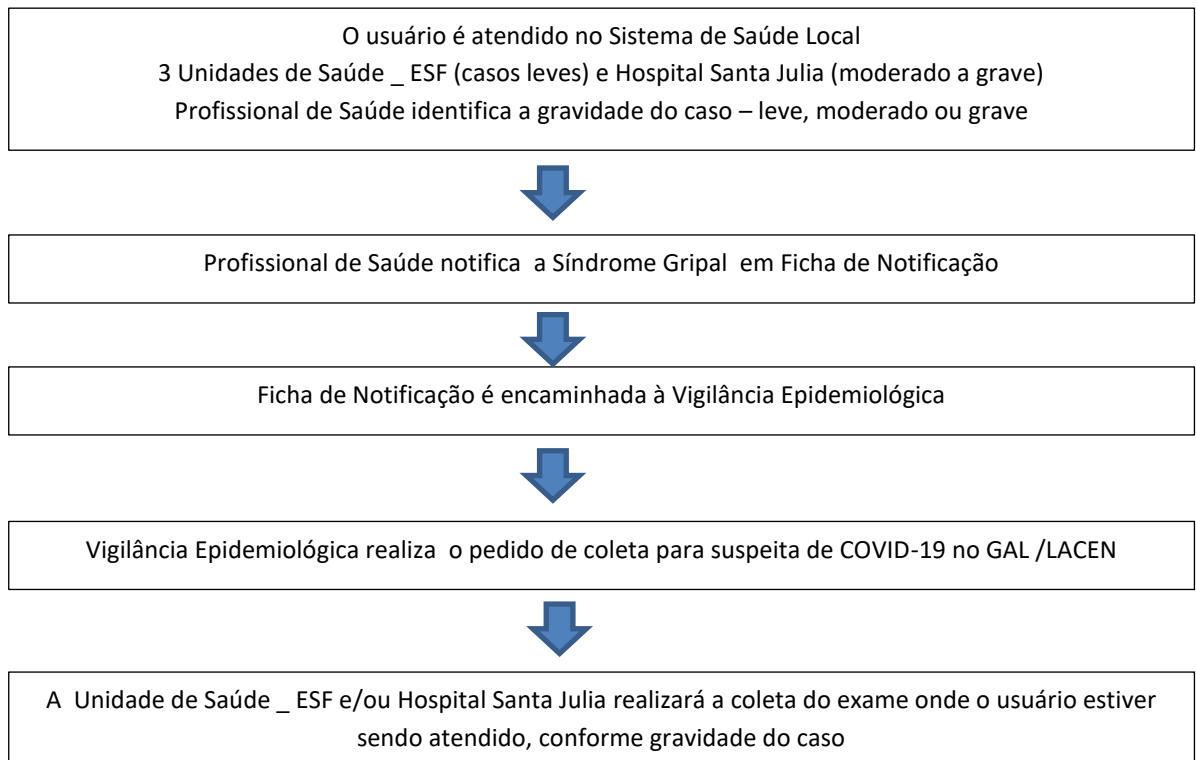 O usuário é atendido no Sistema de Saúde Local
3 Unidades de Saúde _ ESF (casos leves) e Hospital Santa Julia (moderado a grave)
Profissional de Saúde identifica a gravidade do caso – leve, moderado ou grave
Profissional de Saúde notifica a Síndrome Gripal em Ficha de Notificação
Ficha de Notificação é encaminhada à Vigilância Epidemiológica
Vigilância Epidemiológica realiza o pedido de coleta para suspeita de COVID-19 no GAL /LACEN
A Unidade de Saúde _ ESF e/ou Hospital Santa Julia realizará a coleta do exame onde o usuário estiver
sendo atendido, conforme gravidade do caso